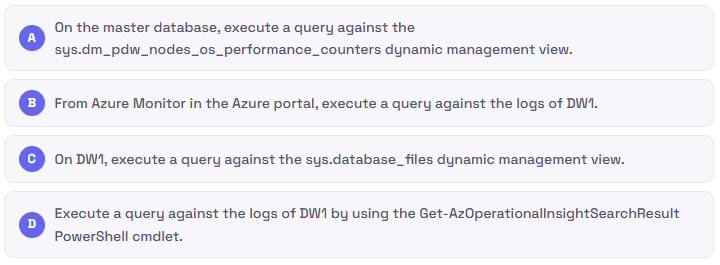 A
On the master database, execute a query against the
sys.dm_pdw_nodes_os_performance_counters dynamic management view.
B
From Azure Monitor in the Azure portal, execute a query against the logs of DW1.
C
On DW1, execute a query against the sys.database_files dynamic management view.
D
Execute a query against the logs of DW1 by using the Get-AzOperationalInsightSearchResult
PowerShell cmdlet.